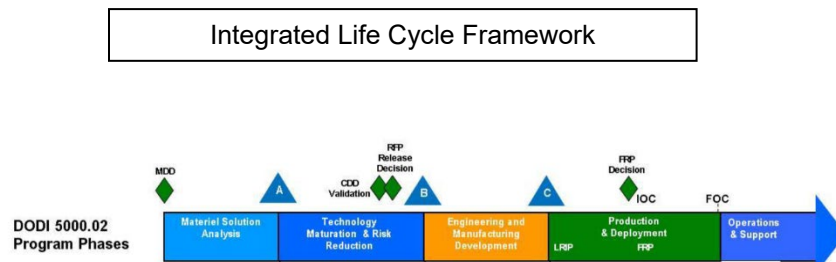 Integrated Life Cycle Framework
MDD
A
CDD
Validation
RFP
Release
Decision
B
C
FRP
Decision
IOC
FOC
DODI 5000.02
Program Phases
Materiel Solution
Analysis
Technology
Maturation & Risk
Reduction
Engineering and
Manufacturing
Development
Production
& Deployment
LRIP
FRP
Operations
& Support